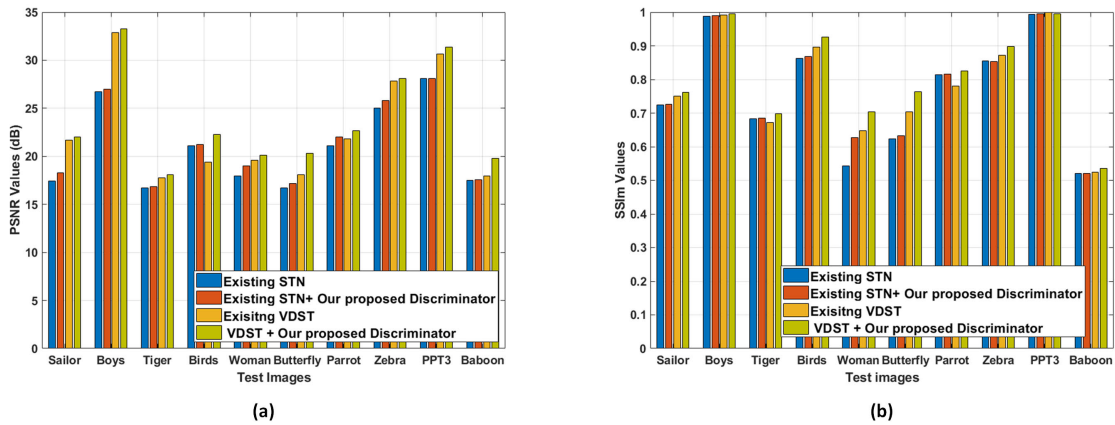 PSNR Values (dB)
35
30
25
20
15
10
5
0
Existing STN
Existing STN+ Our proposed Discriminator
Exisitng VDST
VDST + Our proposed Discriminator
Sailor Boys Tiger Birds Woman Butterfly Parrot Zebra PPT3 Baboon
Test Images
(a)
SSIm Values
1
0.9
0.8
0.7
0.6
0.5
0.4
0.3
0.2
0.1
0
Existing STN
Existing STN+ Our proposed Discriminator
Exisitng VDST
VDST + Our proposed Discriminator
Sailor Boys Tiger Birds Woman Butterfly Parrot Zebra PPT3 Baboon
Test images
(b)